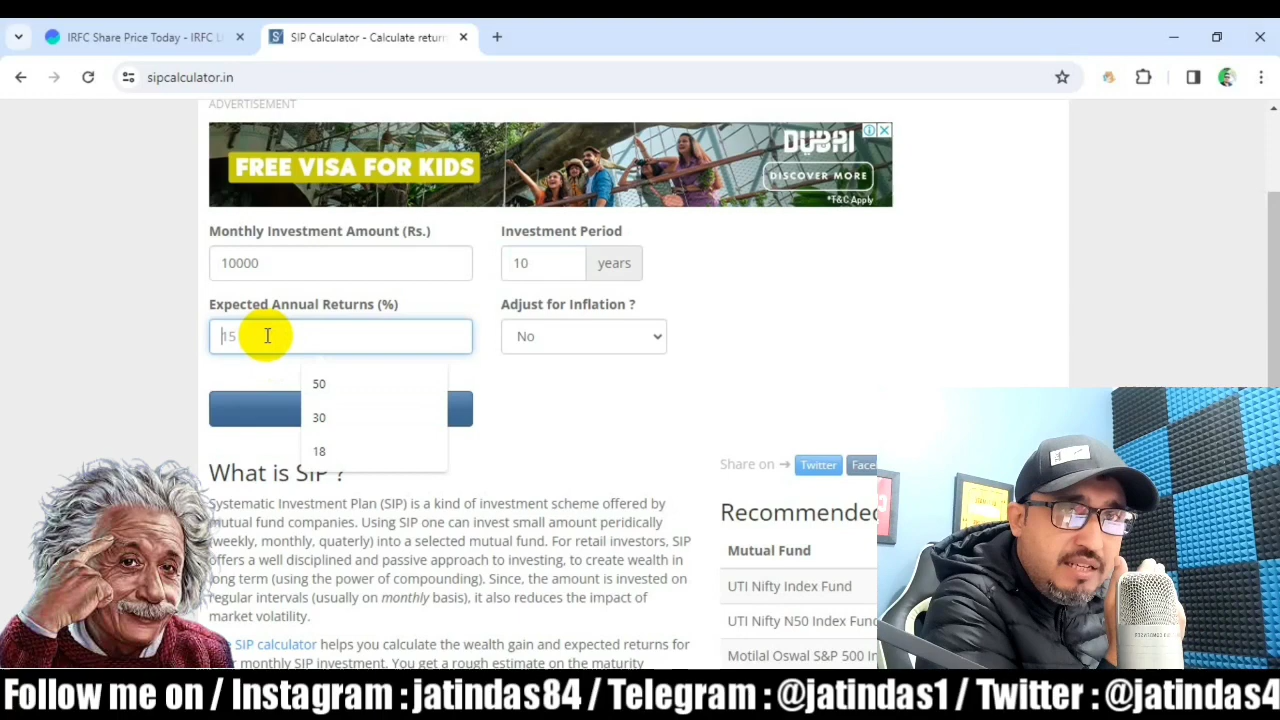 IRFC Share Price Today - IRFC L
SIP Calculator - Calculate return
sipcalculator.in
ADVERTISEMENT
FREE VISA FOR KIDS
DUBAI
DISCOVER MORE
*T&C Apply
Monthly Investment Amount (Rs.)
Investment Period
10000
10 years
Expected Annual Returns (%)
Adjust for Inflation ?
15
No
50
30
18
What is SIP ?
Systematic Investment Plan (SIP) is a kind of investment scheme offered by
mutual fund companies. Using SIP one can invest small amount peridically
(weekly, monthly, quaterly) into a selected mutual fund. For retail investors, SIP
offers a well disciplined and passive approach to investing, to create wealth in
long term (using the power of compounding). Since, the amount is invested on
regular intervals (usually on monthly basis), it also reduces the impact of
market volatility.
SIP calculator helps you calculate the wealth gain and expected returns for
monthly SIP investment. You get a rough estimate on the maturity
Share on → Twitter Face
Recommended
Mutual Fund
UTI Nifty Index Fund
UTI Nifty N50 Index Fund
Motilal Oswal S&P 500 In
Follow me on / Instagram : jatindas84 / Telegram : @jatindas1 / Twitter : @jatindas4